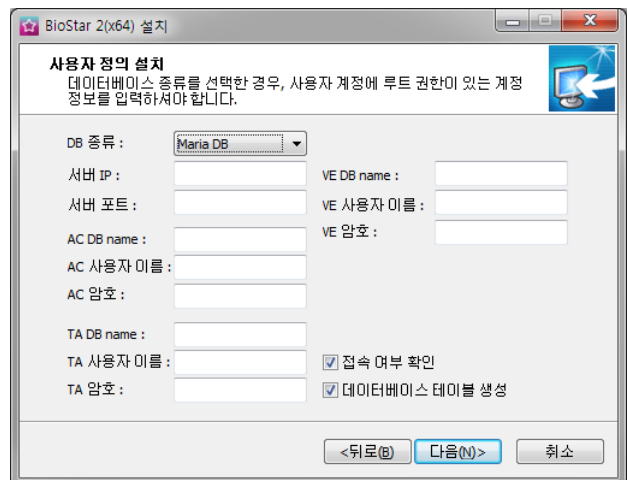 BioStar 2(x64) 설치
사용자 정의 설치
데이터베이스 종류를 선택한 경우, 사용자 계정에 루트 권한이 있는 계정
정보를 입력하셔야 합니다.
DB 종류 :
Maria DB
서버 IP :
서버 포트 :
AC DB name :
AC 사용자 이름 :
AC 암호 :
TA DB name :
TA 사용자 이름 :
TA 암호 :
VE DB name :
VE 사용자 이름 :
VE 암호 :
접속 여부 확인
데이터베이스 테이블 생성
<뒤로(B)
다음(N)>
취소